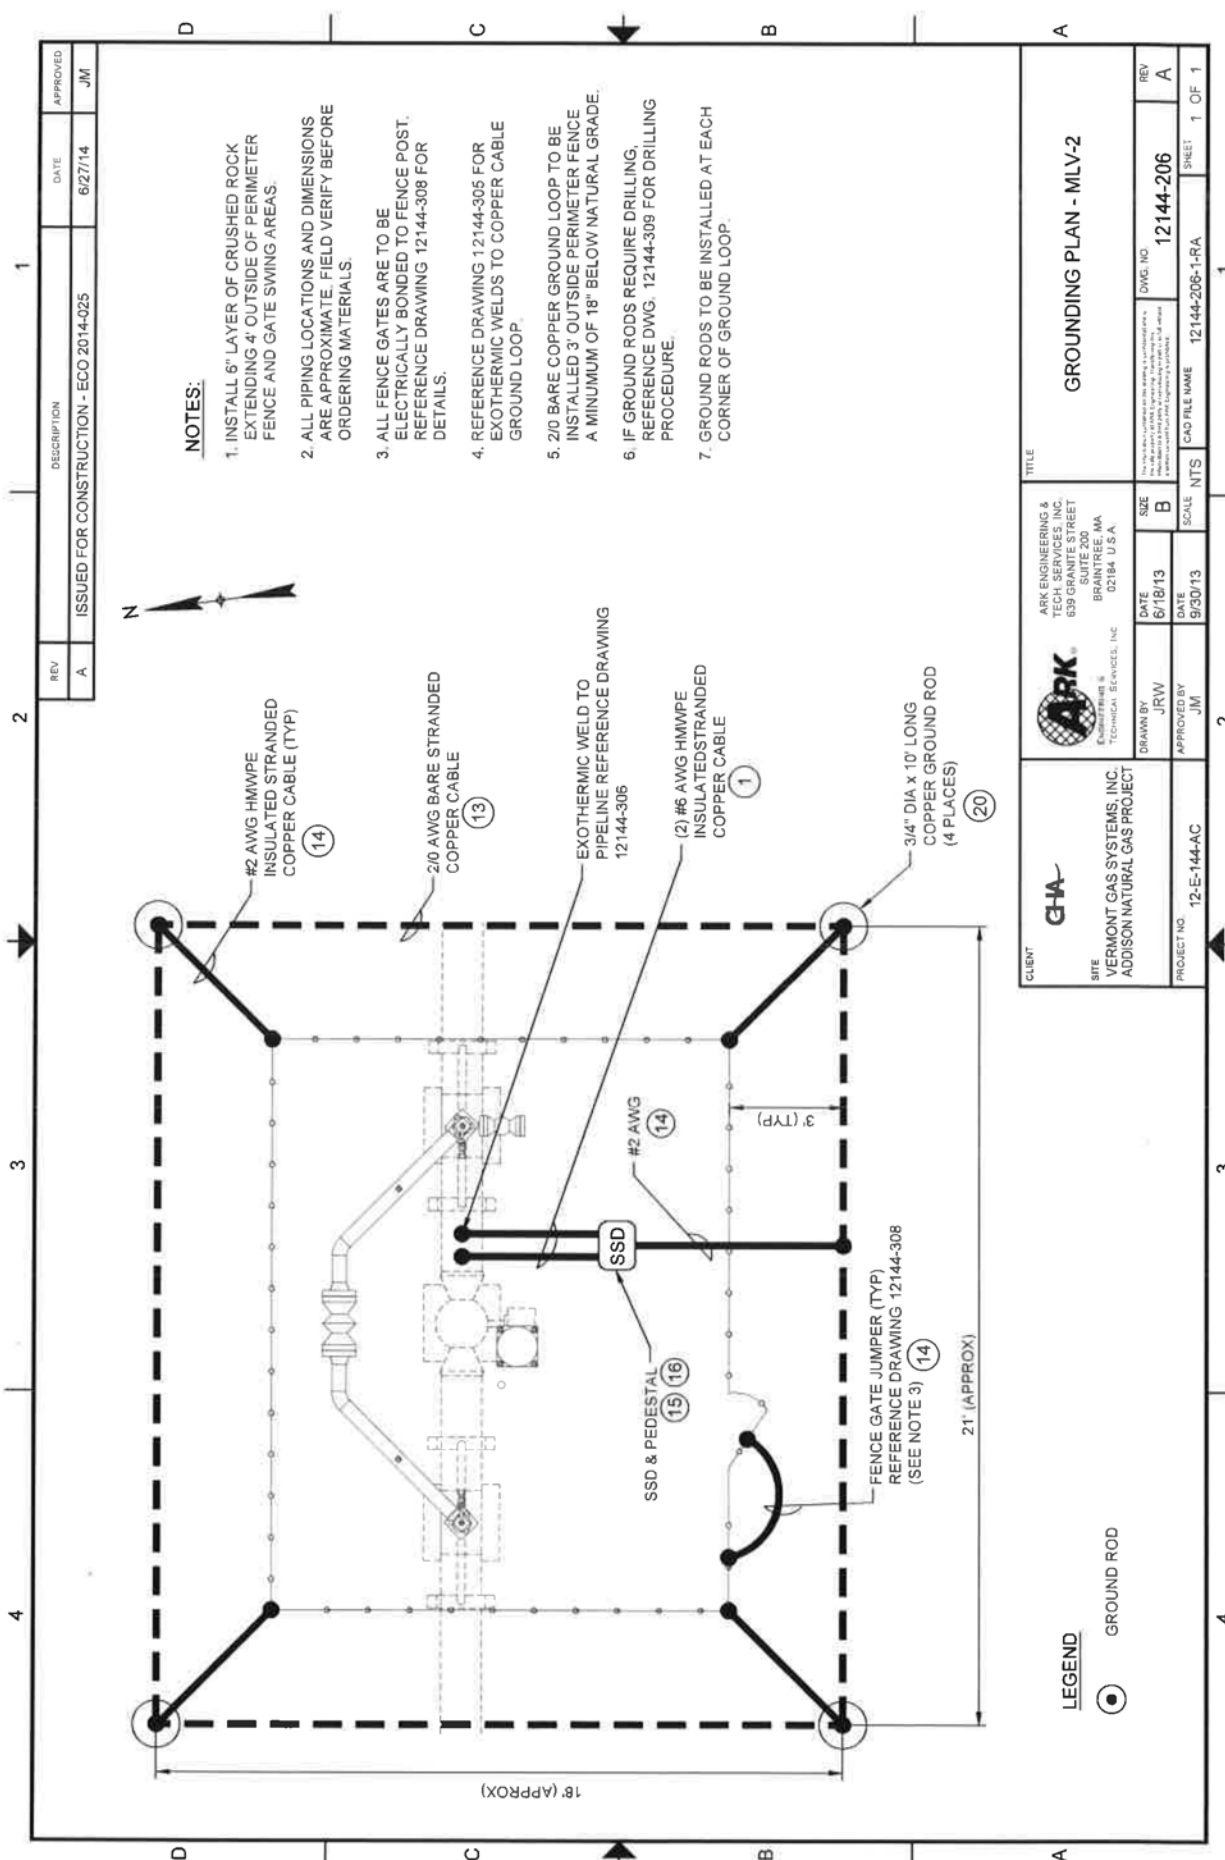 REV
DESCRIPTION
DATE
APPROVED
A
ISSUED FOR CONSTRUCTION - ECO 2014-025
6/27/14
JM
4
3
2
1
D
C
B
A
D
C
B
A
4
3
2
1
N
NOTES:
1. INSTALL 6" LAYER OF CRUSHED ROCK
EXTENDING 4' OUTSIDE OF PERIMETER
FENCE AND GATE SWING AREAS.
2. ALL PIPING LOCATIONS AND DIMENSIONS
ARE APPROXIMATE. FIELD VERIFY BEFORE
ORDERING MATERIALS.
3. ALL FENCE GATES ARE TO BE
ELECTRICALLY BONDED TO FENCE POST.
REFERENCE DRAWING 12144-308 FOR
DETAILS.
4. REFERENCE DRAWING 12144-305 FOR
EXOTHERMIC WELDS TO COPPER CABLE
GROUND LOOP.
5. 2/0 BARE COPPER GROUND LOOP TO BE
INSTALLED 3' OUTSIDE PERIMETER FENCE
A MINUMUM OF 18" BELOW NATURAL GRADE.
6. IF GROUND RODS REQUIRE DRILLING,
REFERENCE DWG. 12144-309 FOR DRILLING
PROCEDURE.
7. GROUND RODS TO BE INSTALLED AT EACH
CORNER OF GROUND LOOP.
#2 AWG HMWPE
INSULATED STRANDED
COPPER CABLE (TYP)
14
2/0 AWG BARE STRANDED
COPPER CABLE
13
EXOTHERMIC WELD TO
PIPELINE REFERENCE DRAWING
12144-306
(2) #6 AWG HMWPE
INSULATEDSTRANDED
COPPER CABLE
1
3/4" DIA x 10' LONG
COPPER GROUND ROD
(4 PLACES)
20
#2 AWG
14
SSD
SSD & PEDESTAL
15 16
3' (TYP)
FENCE GATE JUMPER (TYP)
REFERENCE DRAWING 12144-308
(SEE NOTE 3) 14
18' (APPROX)
21' (APPROX)
LEGEND
GROUND ROD
CLIENT
CHA
SITE
VERMONT GAS SYSTEMS, INC.
ADDISON NATURAL GAS PROJECT
PROJECT NO.
12-E-144-AC
ARK
ENGINEERING &
TECHNICAL SERVICES, INC
ARK ENGINEERING &
TECH. SERVICES, INC.
639 GRANITE STREET
SUITE 200
BRAINTREE, MA
02184 U.S.A.
DRAWN BY
JRW
DATE
6/18/13
APPROVED BY
JM
DATE
9/30/13
TITLE
GROUNDING PLAN - MLV-2
SIZE
B
DWG. NO.
12144-206
REV
A
SCALE
NTS
CAD FILE NAME
12144-206-1-RA
SHEET
1 OF 1